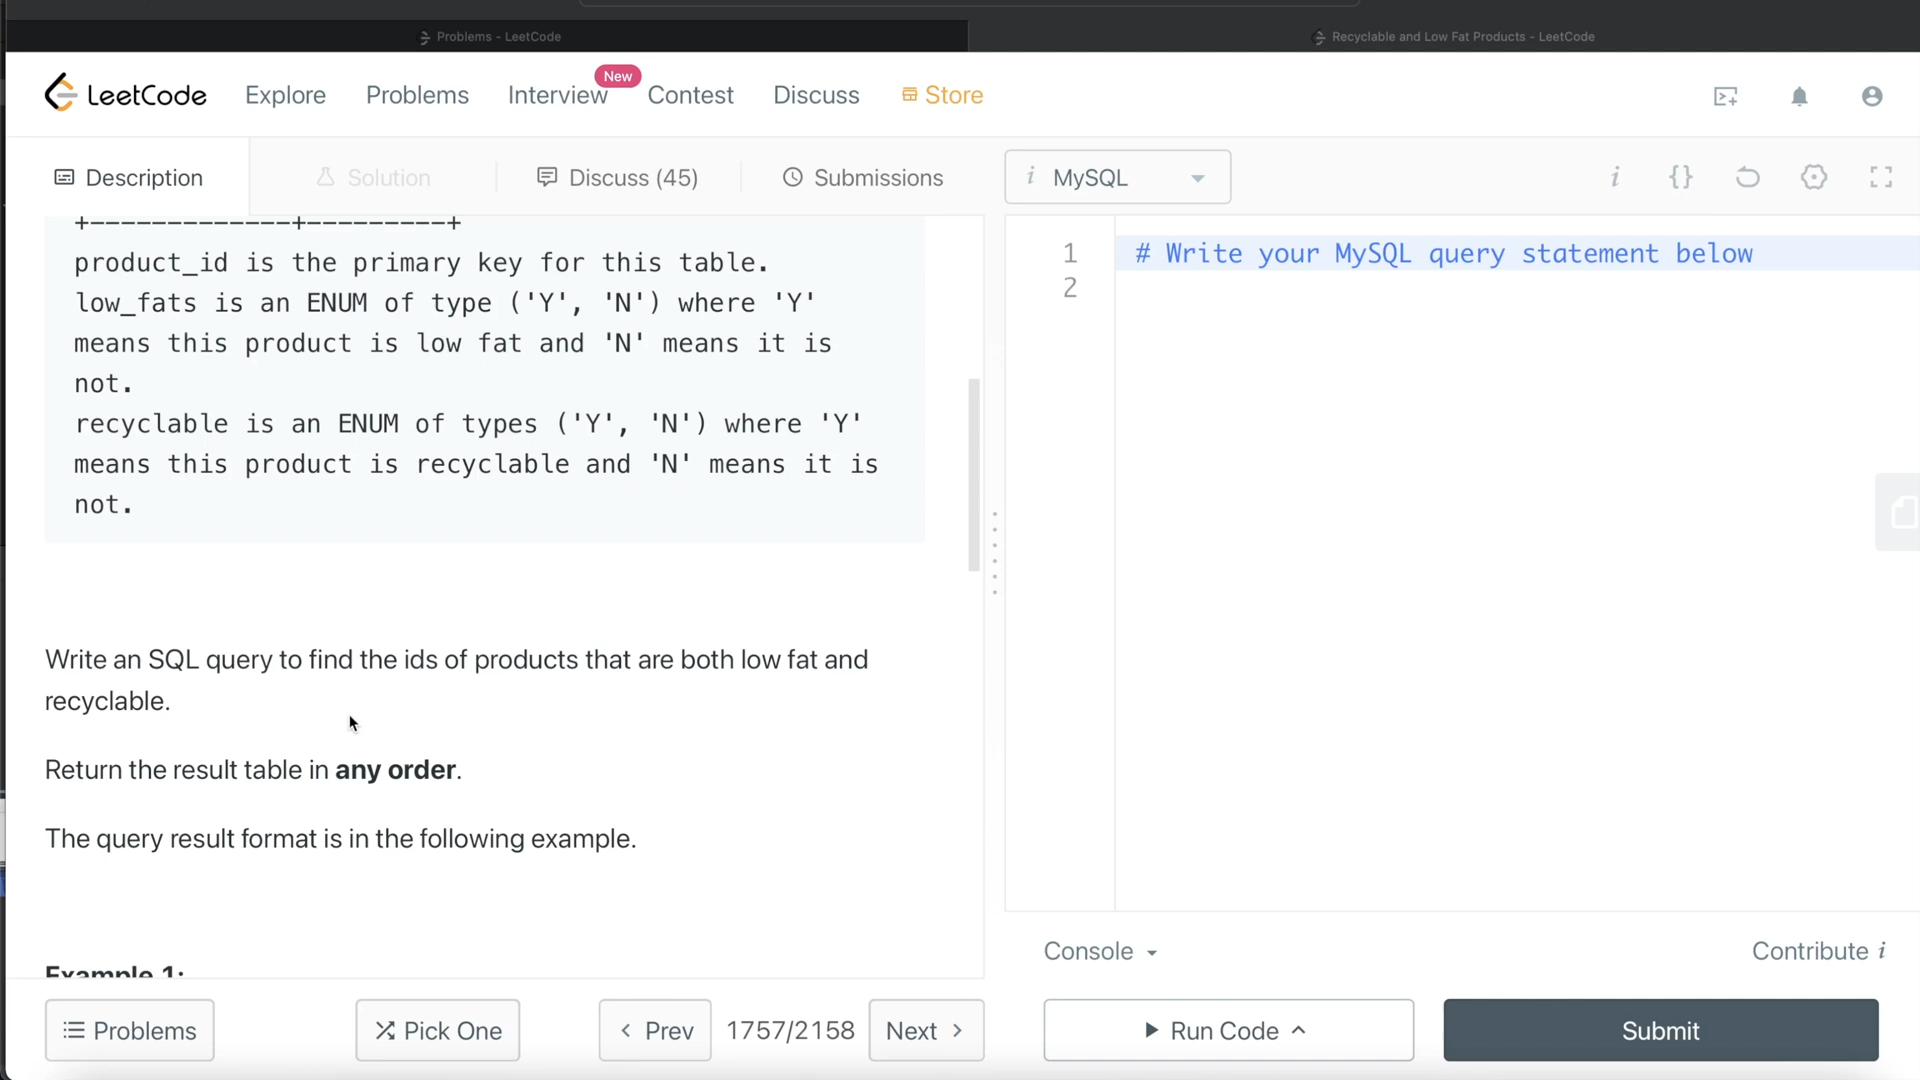 Problems - LeetCode
Recyclable and Low Fat Products - LeetCode
LeetCode
Explore
Problems
Interview
New
Contest
Discuss
Store
Description
Solution
Discuss (45)
Submissions
i MySQL
i
{}
+-------------+---------+
product_id is the primary key for this table.
low_fats is an ENUM of type ('Y', 'N') where 'Y'
means this product is low fat and 'N' means it is
not.
recyclable is an ENUM of types ('Y', 'N') where 'Y'
means this product is recyclable and 'N' means it is
not.
Write an SQL query to find the ids of products that are both low fat and
recyclable.
Return the result table in any order.
The query result format is in the following example.
Example 1:
1 # Write your MySQL query statement below
2
Console
Contribute i
Problems
Pick One
Prev
1757/2158
Next
Run Code
Submit